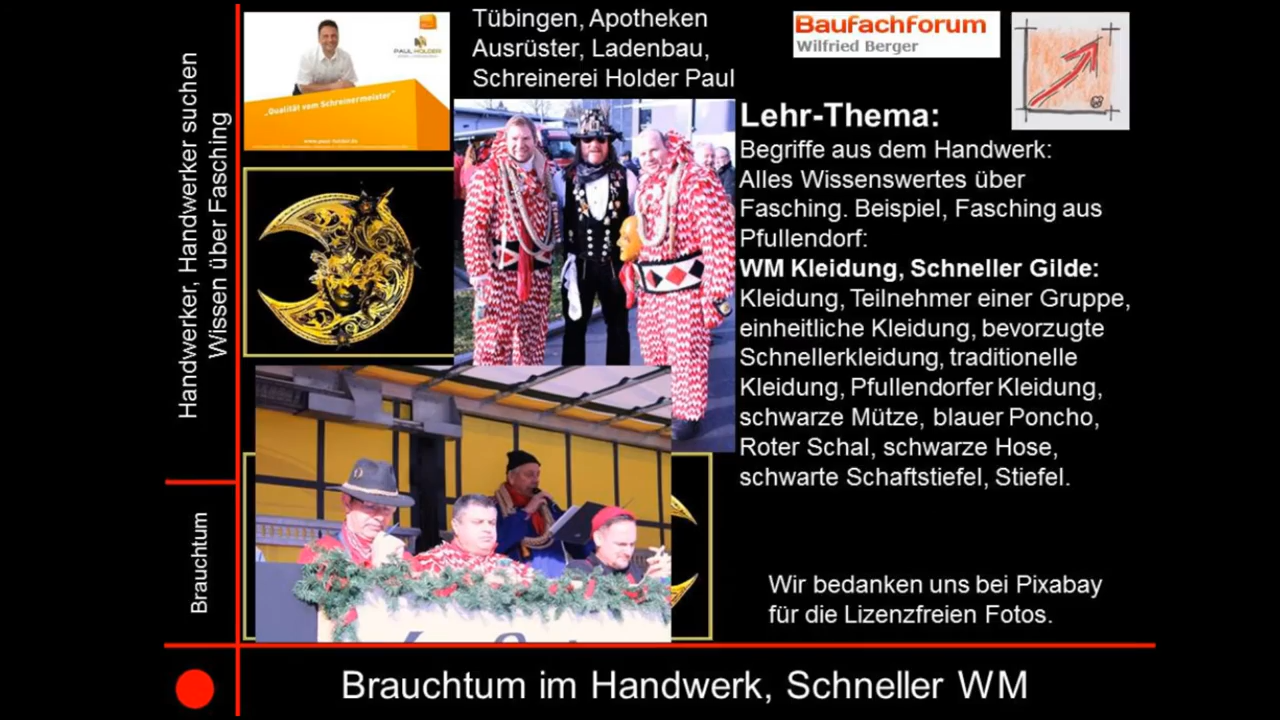 Handwerker, Handwerker suchen
Wissen über Fasching
Brauchtum
PAUL HOLDER
„Qualität vom Schreinermeister"
www.paul-holder.de
Tübingen, Apotheken
Ausrüster, Ladenbau,
Schreinerei Holder Paul
BauFachForum
Wilfried Berger
Lehr-Thema:
Begriffe aus dem Handwerk:
Alles Wissenswertes über
Fasching. Beispiel, Fasching aus
Pfullendorf:
WM Kleidung, Schneller Gilde:
Kleidung, Teilnehmer einer Gruppe,
einheitliche Kleidung, bevorzugte
Schnellerkleidung, traditionelle
Kleidung, Pfullendorfer Kleidung,
schwarze Mütze, blauer Poncho,
Roter Schal, schwarze Hose,
schwarte Schaftstiefel, Stiefel.
Wir bedanken uns bei Pixabay
für die Lizenzfreien Fotos.
Brauchtum im Handwerk, Schneller WM